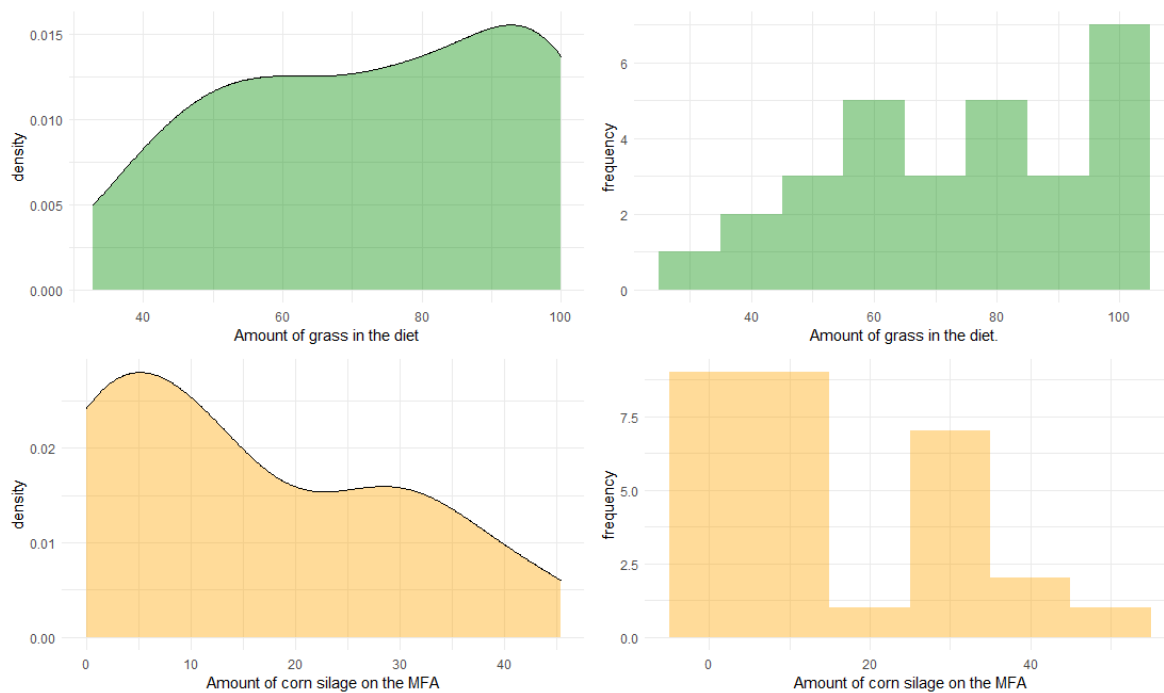 density
0.015
0.010
0.005
0.000
40 60 80 100
Amount of grass in the diet
frequency
6
4
2
0
40 60 80 100
Amount of grass in the diet.
density
0.02
0.01
0.00
0 10 20 30 40
Amount of corn silage on the MFA
frequency
7.5
5.0
2.5
0.0
0 20 40
Amount of corn silage on the MFA